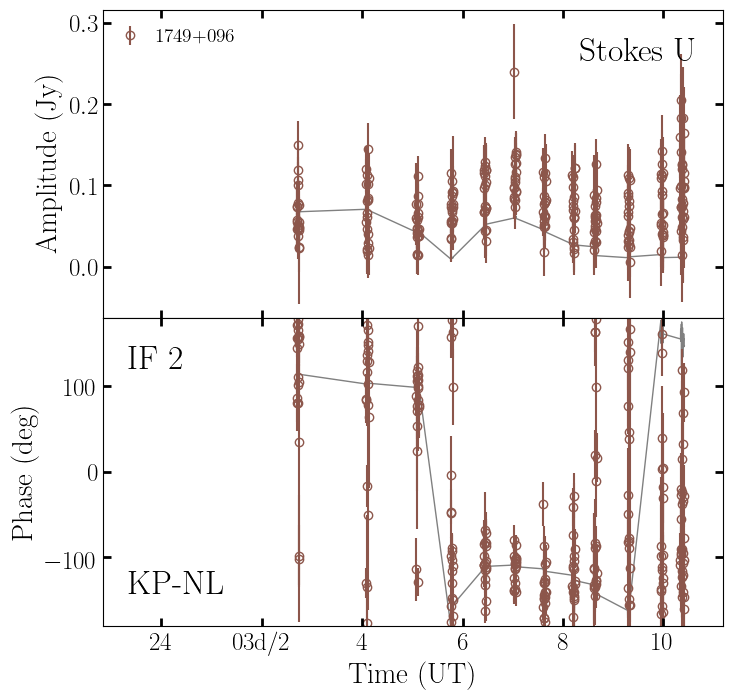 0.3
1749+096
Stokes U
0.2
0.1
0.0
Amplitude (Jy)
IF 2
100
0
−100
Phase (deg)
KP-NL
24 03d/2 4 6 8 10
Time (UT)